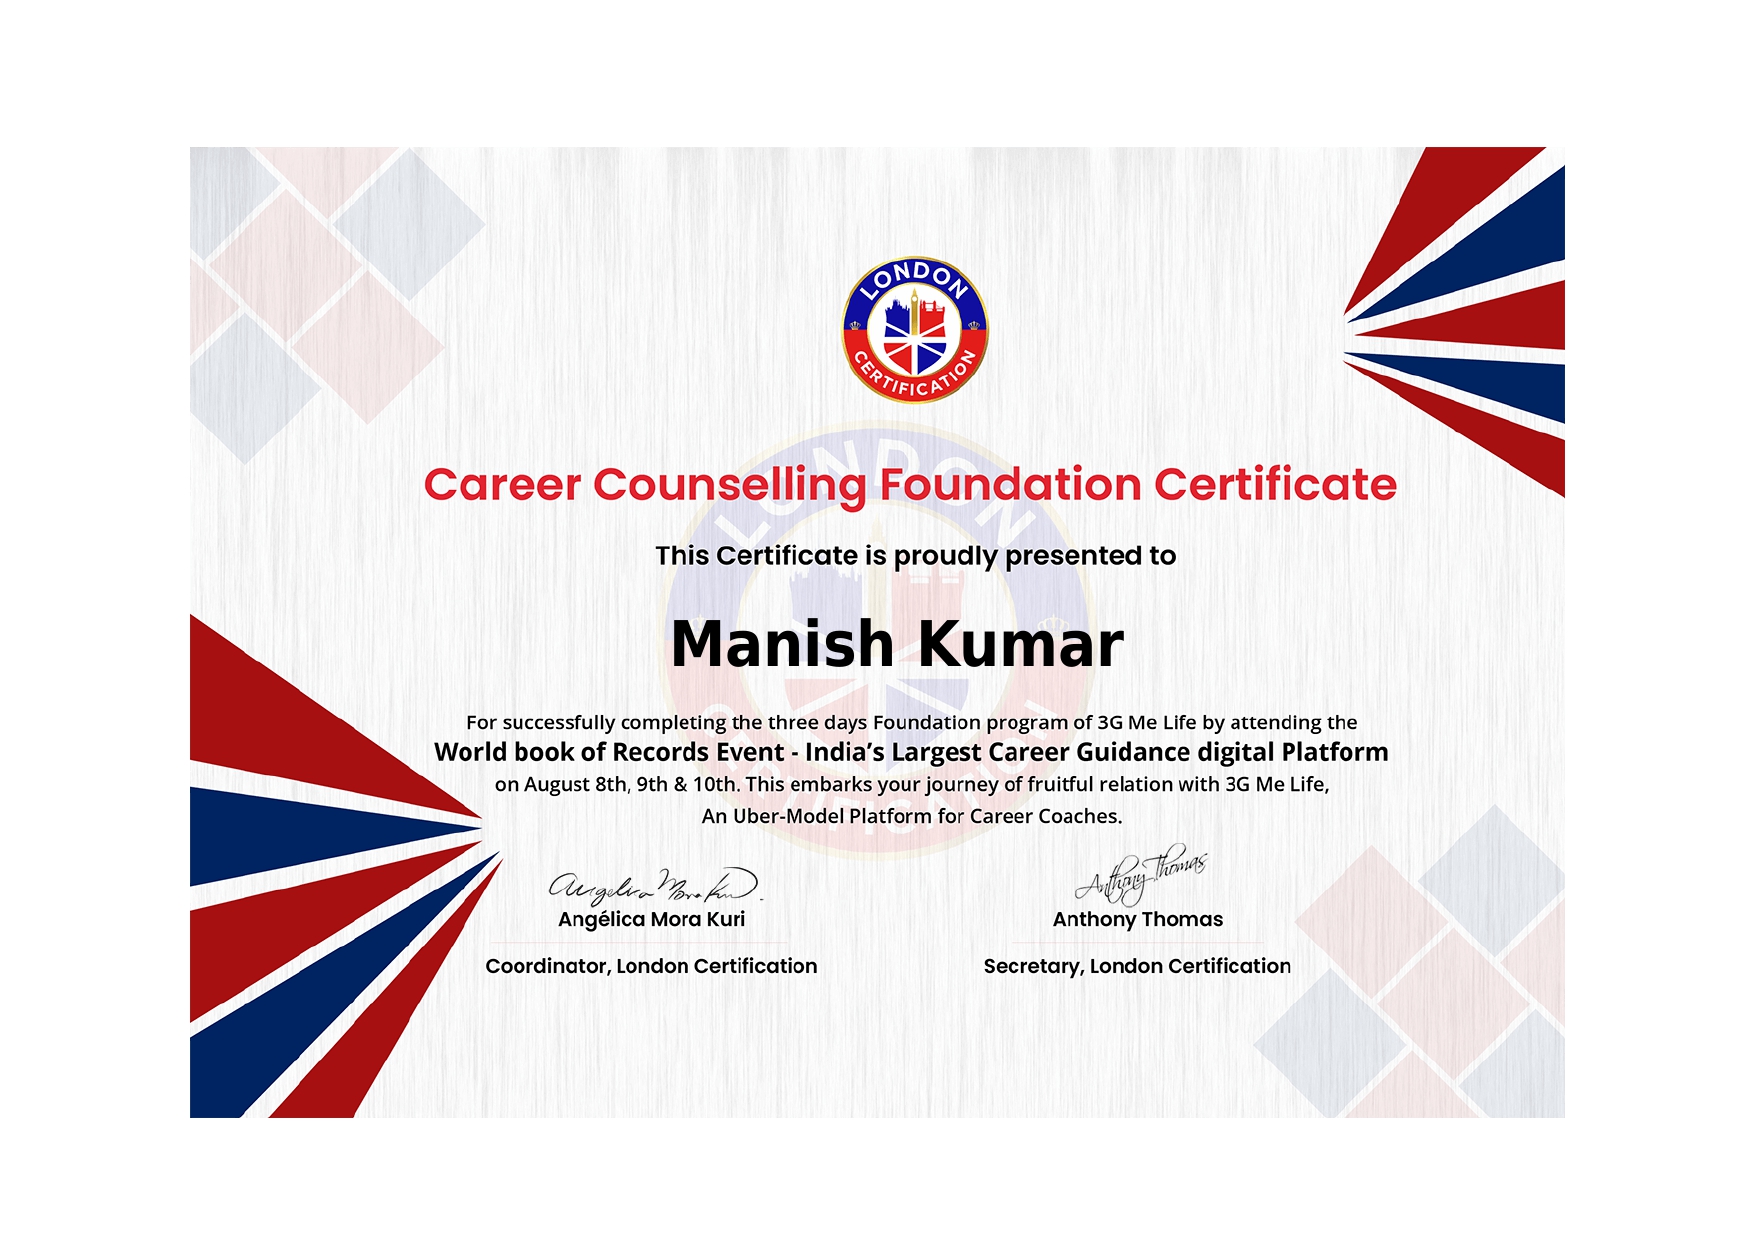 LONDON
CERTIFICATION
Career Counselling Foundation Certificate
This Certificate is proudly presented to
Manish Kumar
For successfully completing the three days Foundation program of 3G Me Life by attending the
World book of Records Event - India’s Largest Career Guidance digital Platform
on August 8th, 9th & 10th. This embarks your journey of fruitful relation with 3G Me Life,
An Uber-Model Platform for Career Coaches.
Angelica Mora Kuri Anthony Thomas
Angélica Mora Kuri Anthony Thomas
Coordinator, London Certification Secretary, London Certification
LONDON
CERTIFICATION